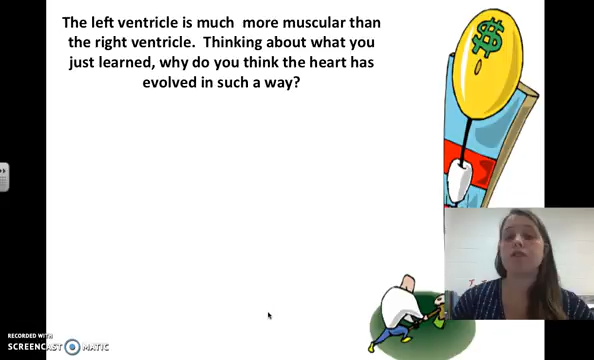 The left ventricle is much  more muscular than
the right ventricle.  Thinking about what you
just learned, why do you think the heart has
evolved in such a way?
$
RECORDED WITH
SCREENCAST MATIC